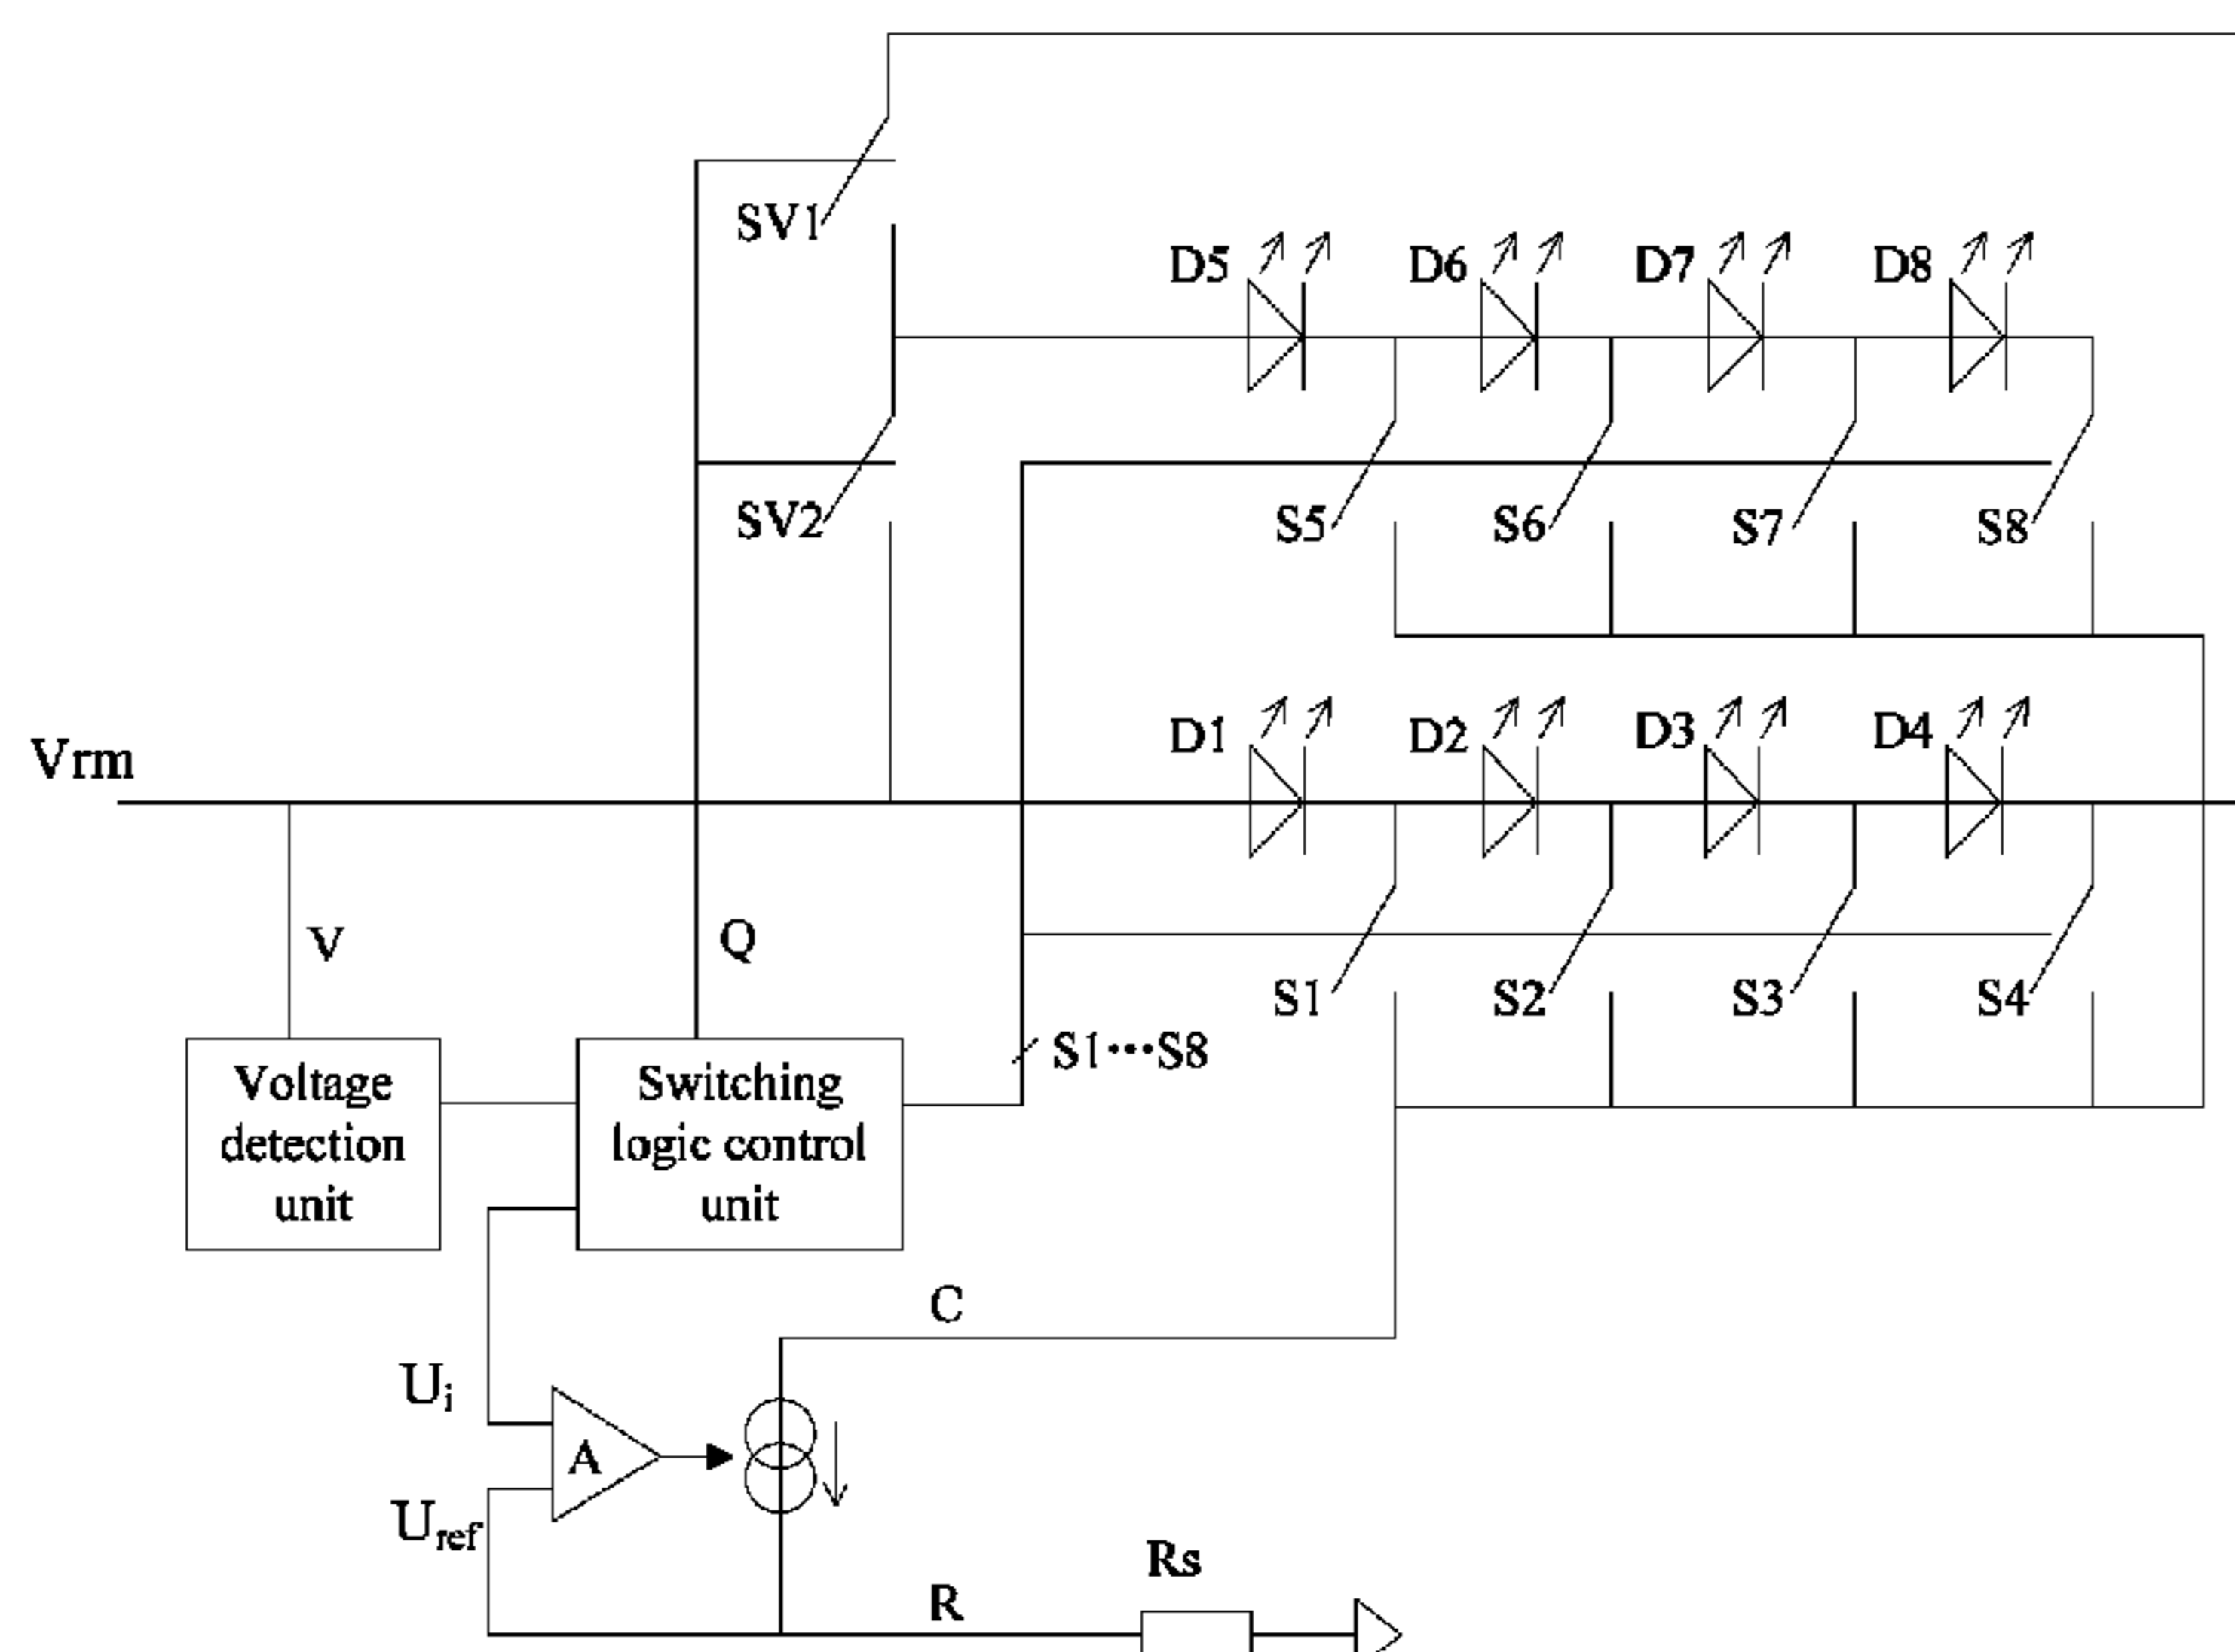 SV1
D5 D6 D7 D8
SV2
S5 S6 S7 S8
D1 D2 D3 D4
Vrm
V
Q
S1 S2 S3 S4
S1···S8
Voltage
detection
unit
Switching
logic control
unit
C
Ui
A
Uref
Rs
R